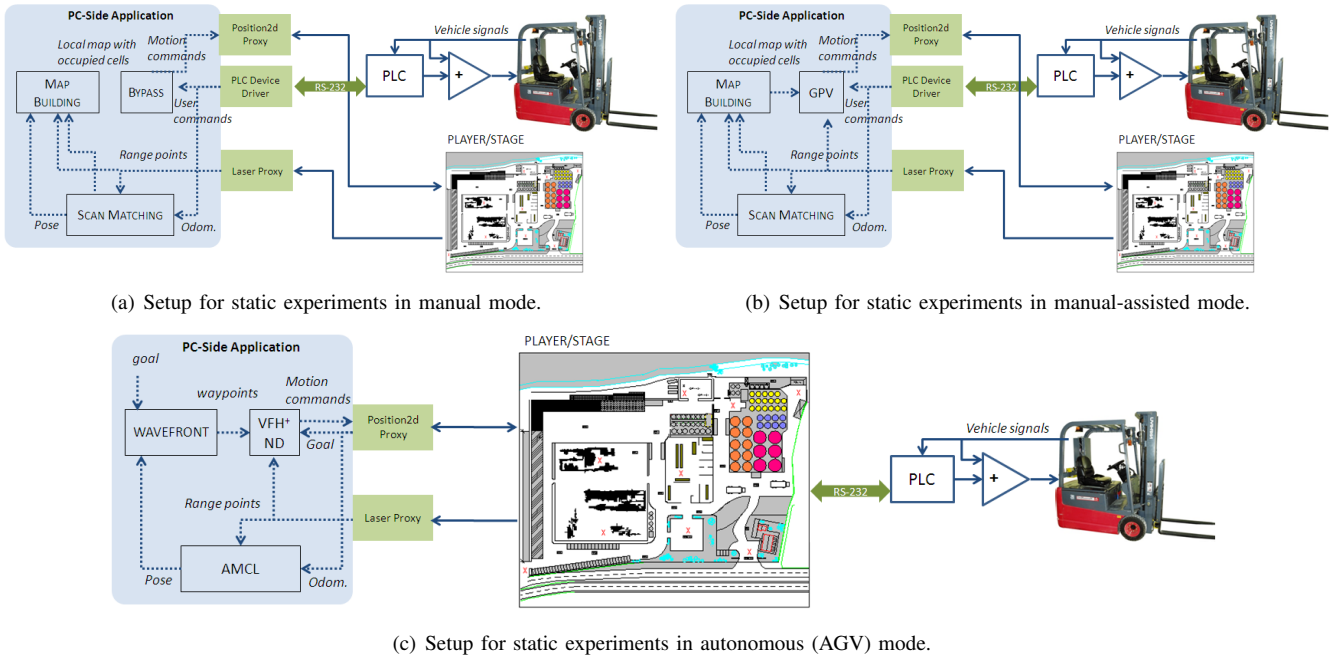 PC-Side Application
Local map with
occupied cells
Motion
commands
MAP
BUILDING
BYPASS
User
commands
Range points
SCAN MATCHING
Pose
Odom.
Position2d
Proxy
PLC Device
Driver
Laser Proxy
RS-232
Vehicle signals
PLC
+
PLAYER/STAGE
(a) Setup for static experiments in manual mode.
PC-Side Application
Local map with
occupied cells
Motion
commands
MAP
BUILDING
GPV
User
commands
Range points
SCAN MATCHING
Pose
Odom.
Position2d
Proxy
PLC Device
Driver
Laser Proxy
RS-232
Vehicle signals
PLC
+
PLAYER/STAGE
(b) Setup for static experiments in manual-assisted mode.
PC-Side Application
goal
waypoints
Motion
commands
WAVEFRONT
VFH+
ND
Goal
Range points
AMCL
Pose
Odom.
Position2d
Proxy
Laser Proxy
PLAYER/STAGE
X
X
X
X
X
X
X
X
RS-232
Vehicle signals
PLC
+
(c) Setup for static experiments in autonomous (AGV) mode.